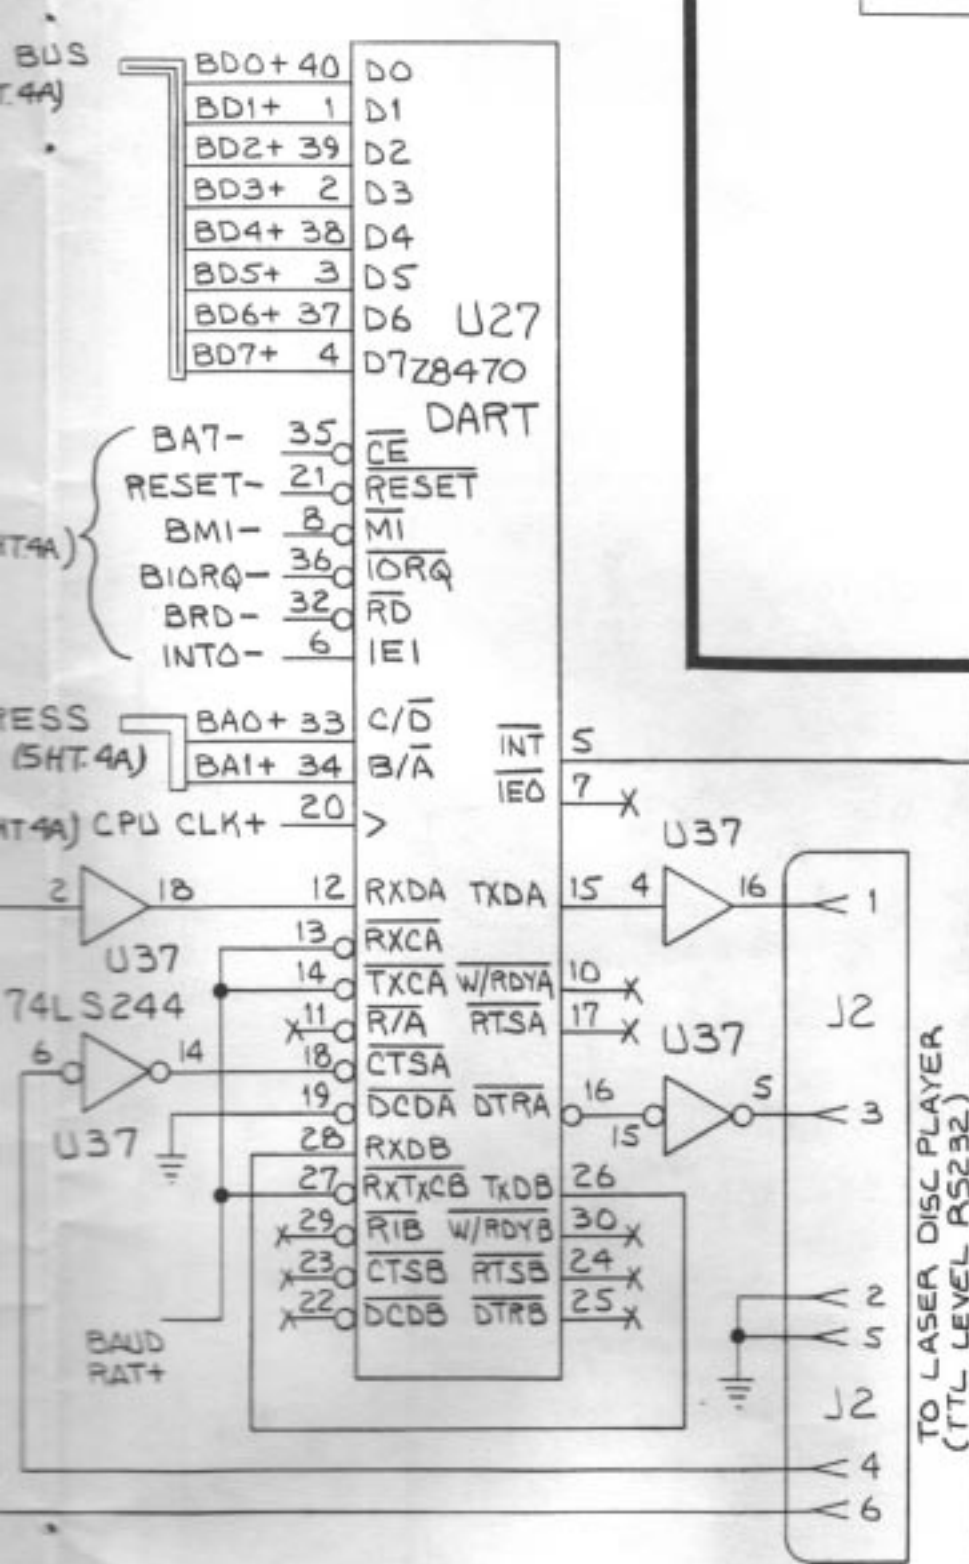 BUS
T.4A)
BD0+ 40 D0
BD1+ 1 D1
BD2+ 39 D2
BD3+ 2 D3
BD4+ 38 D4
BD5+ 3 D5
BD6+ 37 D6 U27
BD7+ 4 D7 Z8470
DART
BA7- 35 CE
RESET- 21 RESET
BM1- 8 M1
HT.4A)
BIORQ- 36 IORQ
BRD- 32 RD
INTO- 6 IEI
RESS
(SHT.4A)
BA0+ 33 C/D
BA1+ 34 B/A
INT 5
IEO 7 X
HT4A) CPU CLK+ 20 >
U37
2 18 12 RXDA TXDA 15 4 16 1
U37
13 RXCA
74LS244
14 TXCA W/RDYA 10 X
X 11 R/A RTSA 17 X
J2
U37
6 14 18 CTSA
19 DCDA DTRA 16 15 5 3
U37
28 RXDB
27 RXTXCB TXDB 26
X 29 RIB W/RDYB 30 X
X 23 CTSB RTSB 24 X
X 22 DCDB DTRB 25 X
BAUD
RAT+
2
5
J2
4
6
TO LASER DISC PLAYER
(TTL LEVEL RS232)